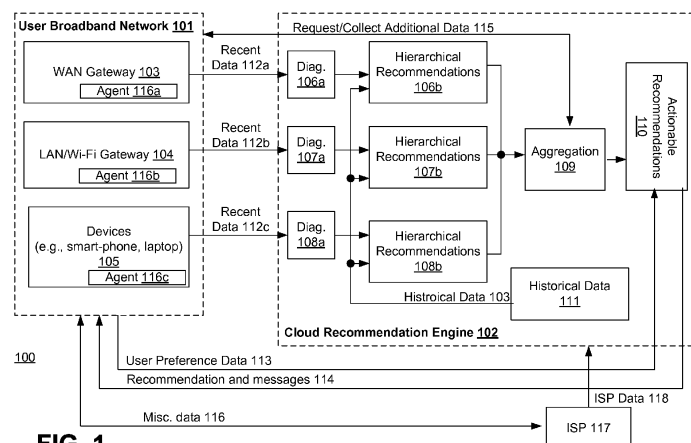 User Broadband Network 101
Request/Collect Additional Data 115
WAN Gateway 103
Agent 116a
Recent
Data 112a
Diag.
106a
Hierarchical
Recommendations
106b
LAN/Wi-Fi Gateway 104
Agent 116b
Recent
Data 112b
Diag.
107a
Hierarchical
Recommendations
107b
Aggregation
109
Actionable
Recommendations
110
Devices
(e.g., smart-phone, laptop)
105
Agent 116c
Recent
Data 112c
Diag.
108a
Hierarchical
Recommendations
108b
Histroical Data 103
Historical Data
111
Cloud Recommendation Engine 102
100
User Preference Data 113
Recommendation and messages 114
ISP Data 118
Misc. data 116
ISP 117
FIG. 1